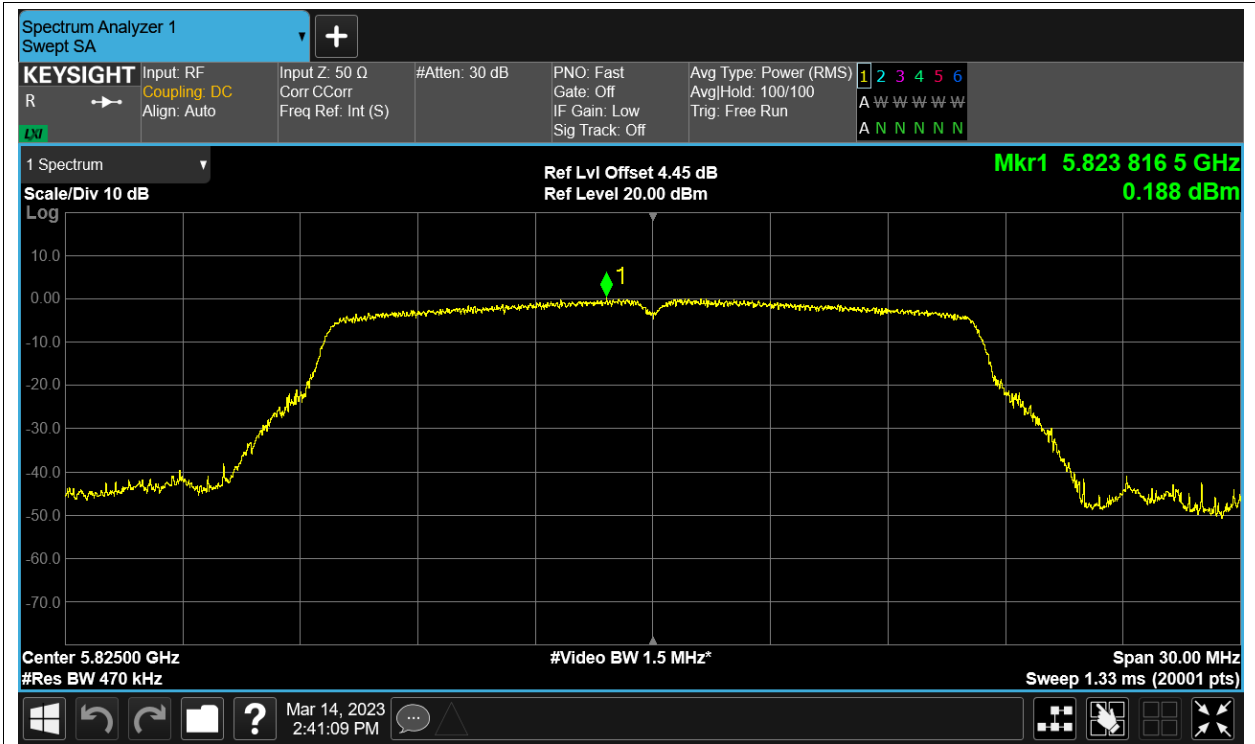 Spectrum Analyzer 1
Swept SA
KEYSIGHT
R
LXI
Input: RF
Coupling: DC
Align: Auto
Input Z: 50 Ω
Corr CCorr
Freq Ref: Int (S)
#Atten: 30 dB
PNO: Fast
Gate: Off
IF Gain: Low
Sig Track: Off
Avg Type: Power (RMS)
Avg|Hold: 100/100
Trig: Free Run
1 2 3 4 5 6
A W W W W W
A N N N N N
1 Spectrum
Scale/Div 10 dB
Log
Ref Lvl Offset 4.45 dB
Ref Level 20.00 dBm
Mkr1 5.823 816 5 GHz
0.188 dBm
1
10.0
0.00
-10.0
-20.0
-30.0
-40.0
-50.0
-60.0
-70.0
Center 5.82500 GHz
#Res BW 470 kHz
#Video BW 1.5 MHz*
Span 30.00 MHz
Sweep 1.33 ms (20001 pts)
?
Mar 14, 2023
2:41:09 PM